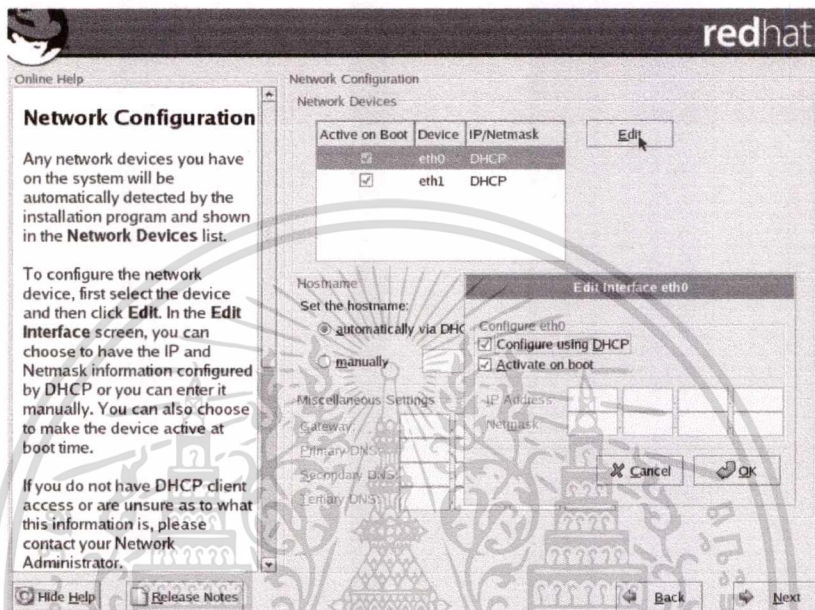 redhat
Online Help
Network Configuration
Any network devices you have
on the system will be
automatically detected by the
installation program and shown
in the Network Devices list.
To configure the network
device, first select the device
and then click Edit. In the Edit
Interface screen, you can
choose to have the IP and
Netmask information configured
by DHCP or you can enter it
manually. You can also choose
to make the device active at
boot time.
If you do not have DHCP client
access or are unsure as to what
this information is, please
contact your Network
Administrator.
Network Configuration
Network Devices
Active on Boot Device IP/Netmask
eth0 DHCP
eth1 DHCP
Edit
Hostname
Set the hostname:
automatically via DHC
manually
Miscellaneous Settings
Gateway:
Primary DNS:
Secondary DNS:
Tertiary DNS:
Edit Interface eth0
Configure eth0
Configure using DHCP
Activate on boot
IP Address:
Netmask:
Cancel OK
Hide Help Release Notes Back Next